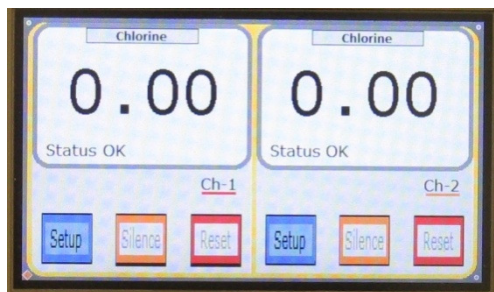 Chlorine
0.00
Status OK
Ch-1
Setup Silence Reset
Chlorine
0.00
Status OK
Ch-2
Setup Silence Reset